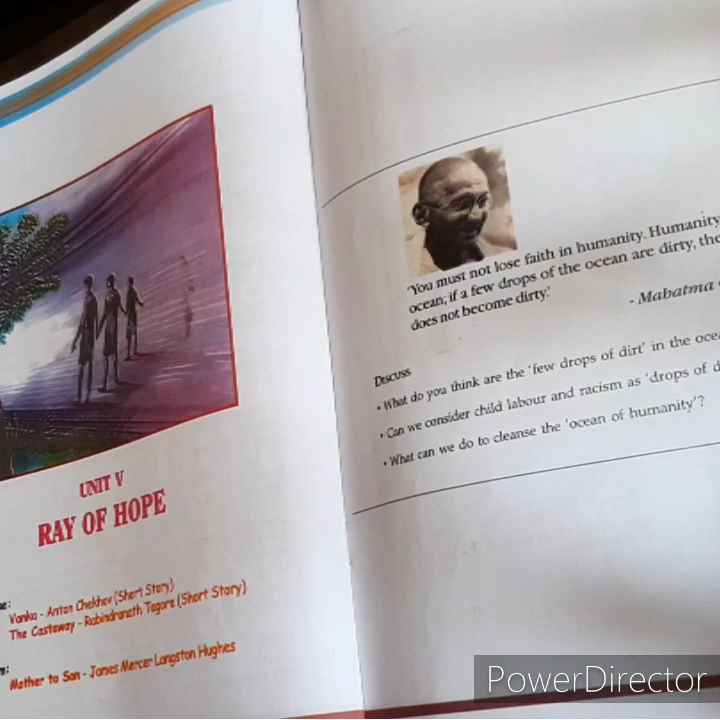 UNIT V
RAY OF HOPE
Vanka - Anton Chekhov (Short Story)
The Castaway - Rabindranath Tagore (Short Story)
Mother to Son - James Mercer Langston Hughes
'You must not lose faith in humanity. Humanity
ocean; if a few drops of the ocean are dirty, the
does not become dirty.'
- Mahatma
Discuss
• What do you think are the 'few drops of dirt' in the
• Can we consider child labour and racism as 'drops of
• What can we do to cleanse the 'ocean of humanity'?
PowerDirector